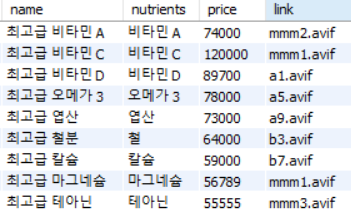 name nutrients price link
최고급 비타민 A 비타민 A 74000 mmm2.avif
최고급 비타민 C 비타민 C 120000 mmm1.avif
최고급 비타민 D 비타민 D 89700 a1.avif
최고급 오메가 3 오메가 3 78000 a5.avif
최고급 엽산 엽산 73000 a9.avif
최고급 철분 철 64000 b3.avif
최고급 칼슘 칼슘 59000 b7.avif
최고급 마그네슘 마그네슘 56789 mmm1.avif
최고급 테아닌 테아닌 55555 mmm3.avif